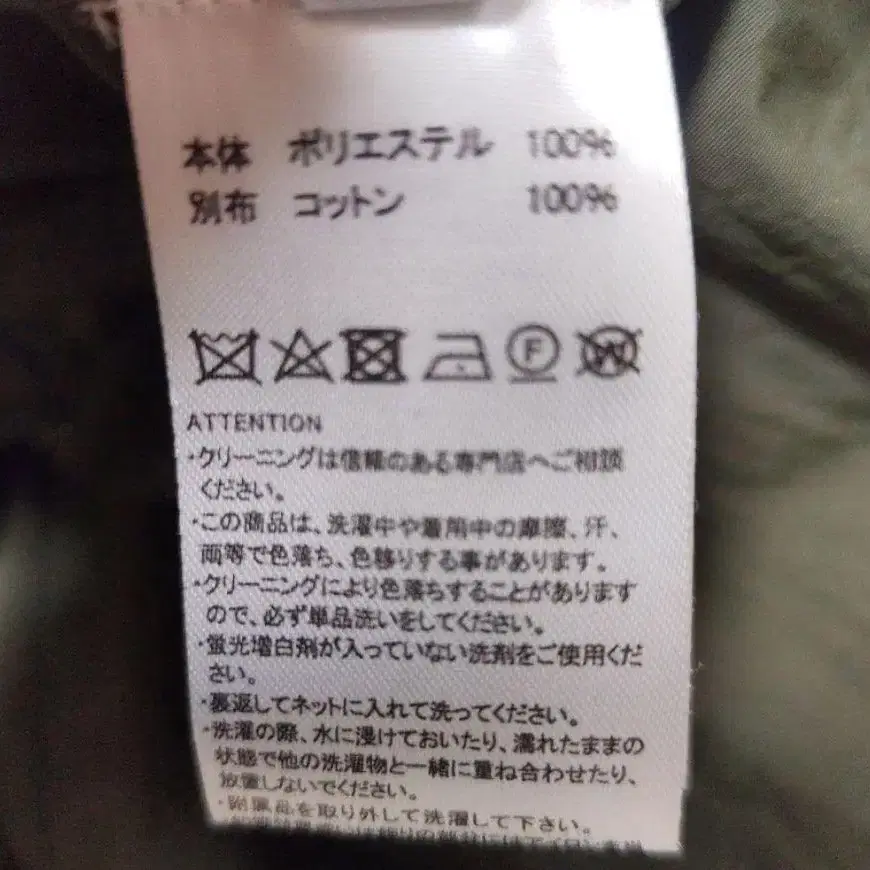 本体 ポリエステル 100%
別布 コットン 100%
F
W
ATTENTION
・クリーニングは信頼のある専門店へご相談
ください。
・この商品は、洗濯中や着用中の摩擦、汗、
雨等で色落ち、色移りする事があります。
・クリーニングにより色落ちすることがあります
ので、必ず単品洗いをしてください。
・蛍光増白剤が入っていない洗剤をご使用くだ
さい。
・裏返してネットに入れて洗ってください。
・洗濯の際、水に浸けておいたり、濡れたままの
状態で他の洗濯物と一緒に重ね合わせたり、
放置しないでください。
・附属品を取り外して洗濯して下さい。